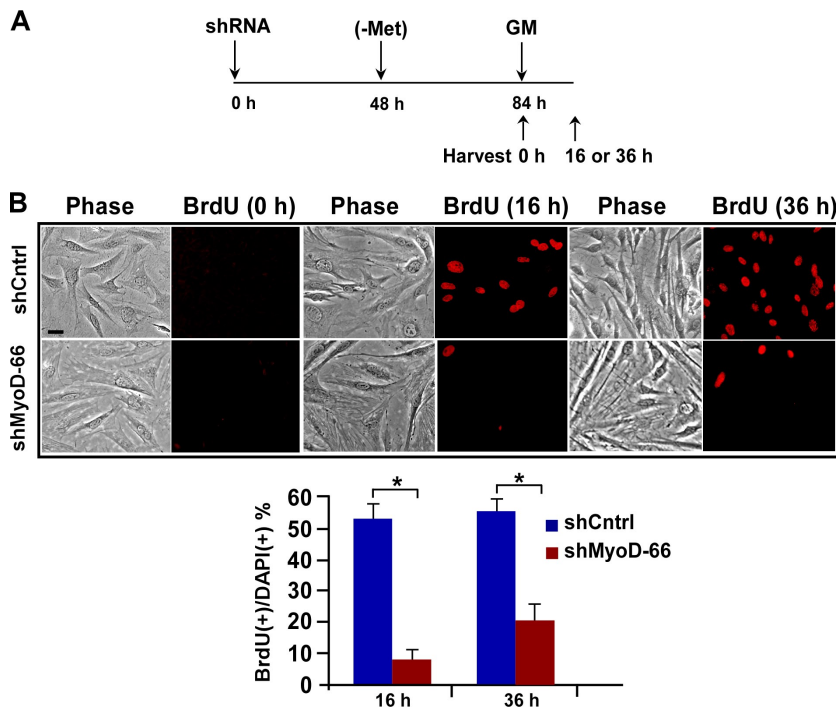 A
shRNA (-Met) GM
0 h 48 h 84 h
Harvest 0 h 16 or 36 h
B
Phase BrdU (0 h) Phase BrdU (16 h) Phase BrdU (36 h)
shCntrl
shMyoD-66
BrdU(+)/DAPI(+) %
60
50
40
30
20
10
0
* *
shCntrl
shMyoD-66
16 h 36 h